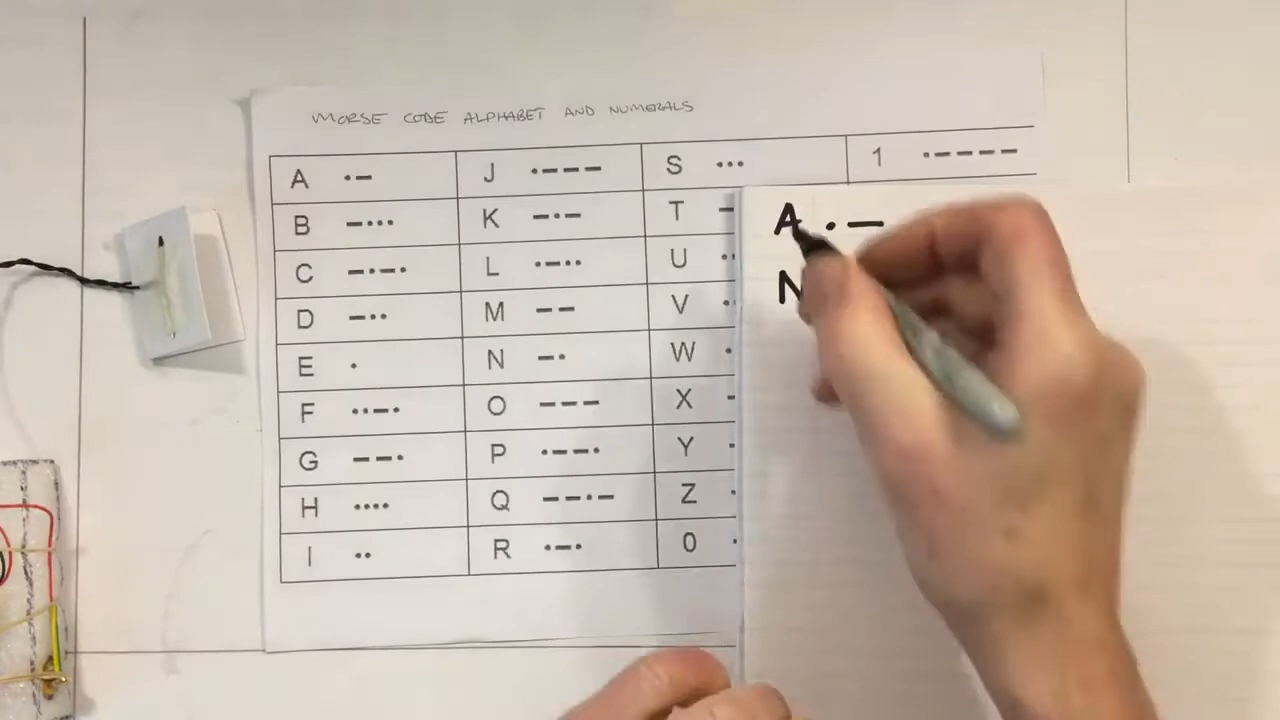 MORSE CODE ALPHABET AND NUMERALS
A •– J •––– S ••• 1 •––––
B –••• K –•– T –
C –•–• L •–•• U
D –•• M –– V
E • N –• W
F ••–• O ––– X
G ––• P •––• Y
H •••• Q ––•– Z
I •• R •–• 0
A •–
N